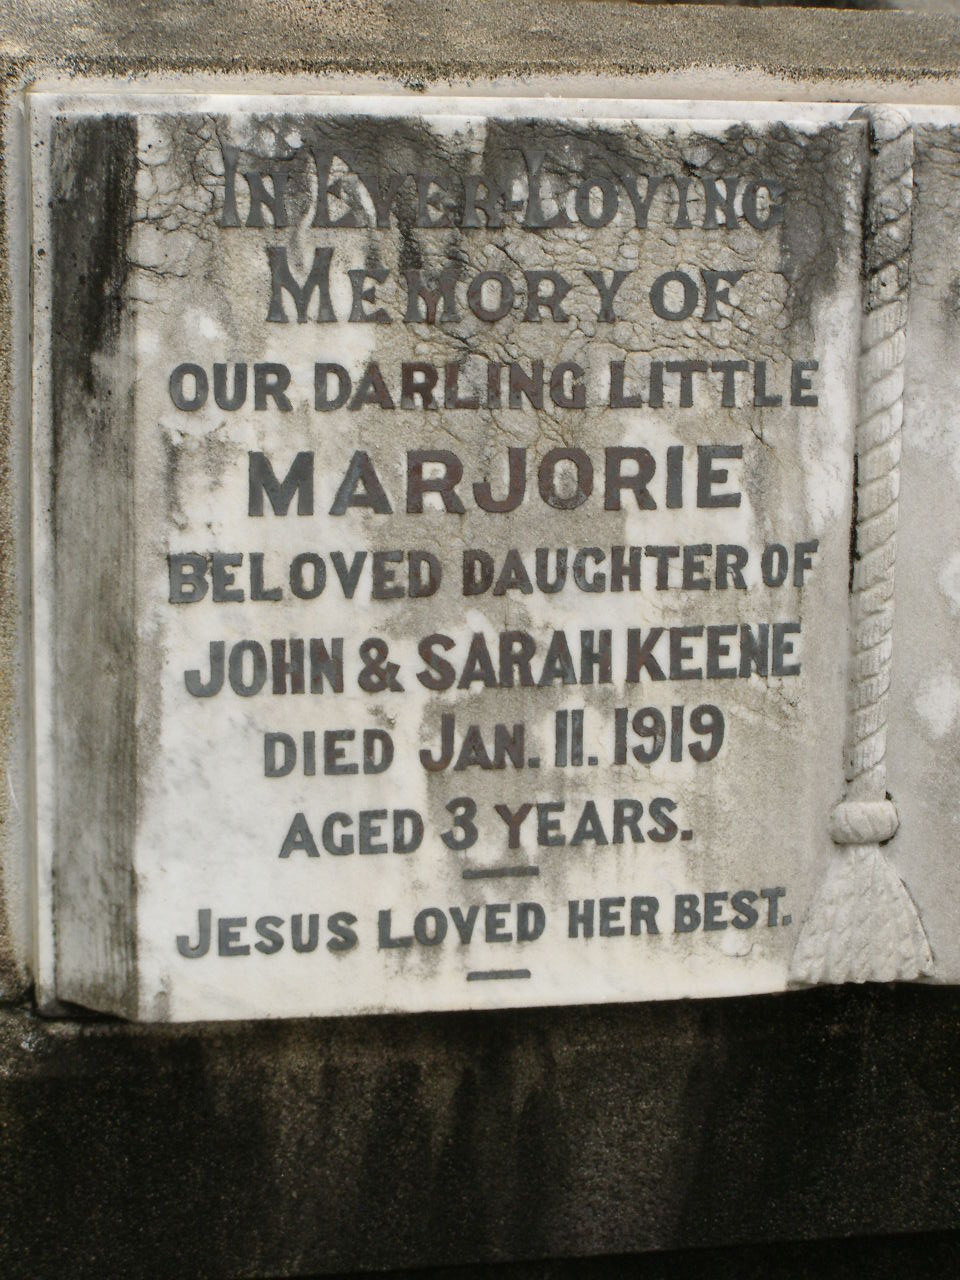 IN EVER-LOVING
MEMORY OF
OUR DARLING LITTLE
MARJORIE
BELOVED DAUGHTER OF
JOHN & SARAH KEENE
DIED JAN. 11. 1919
AGED 3 YEARS.
JESUS LOVED HER BEST.